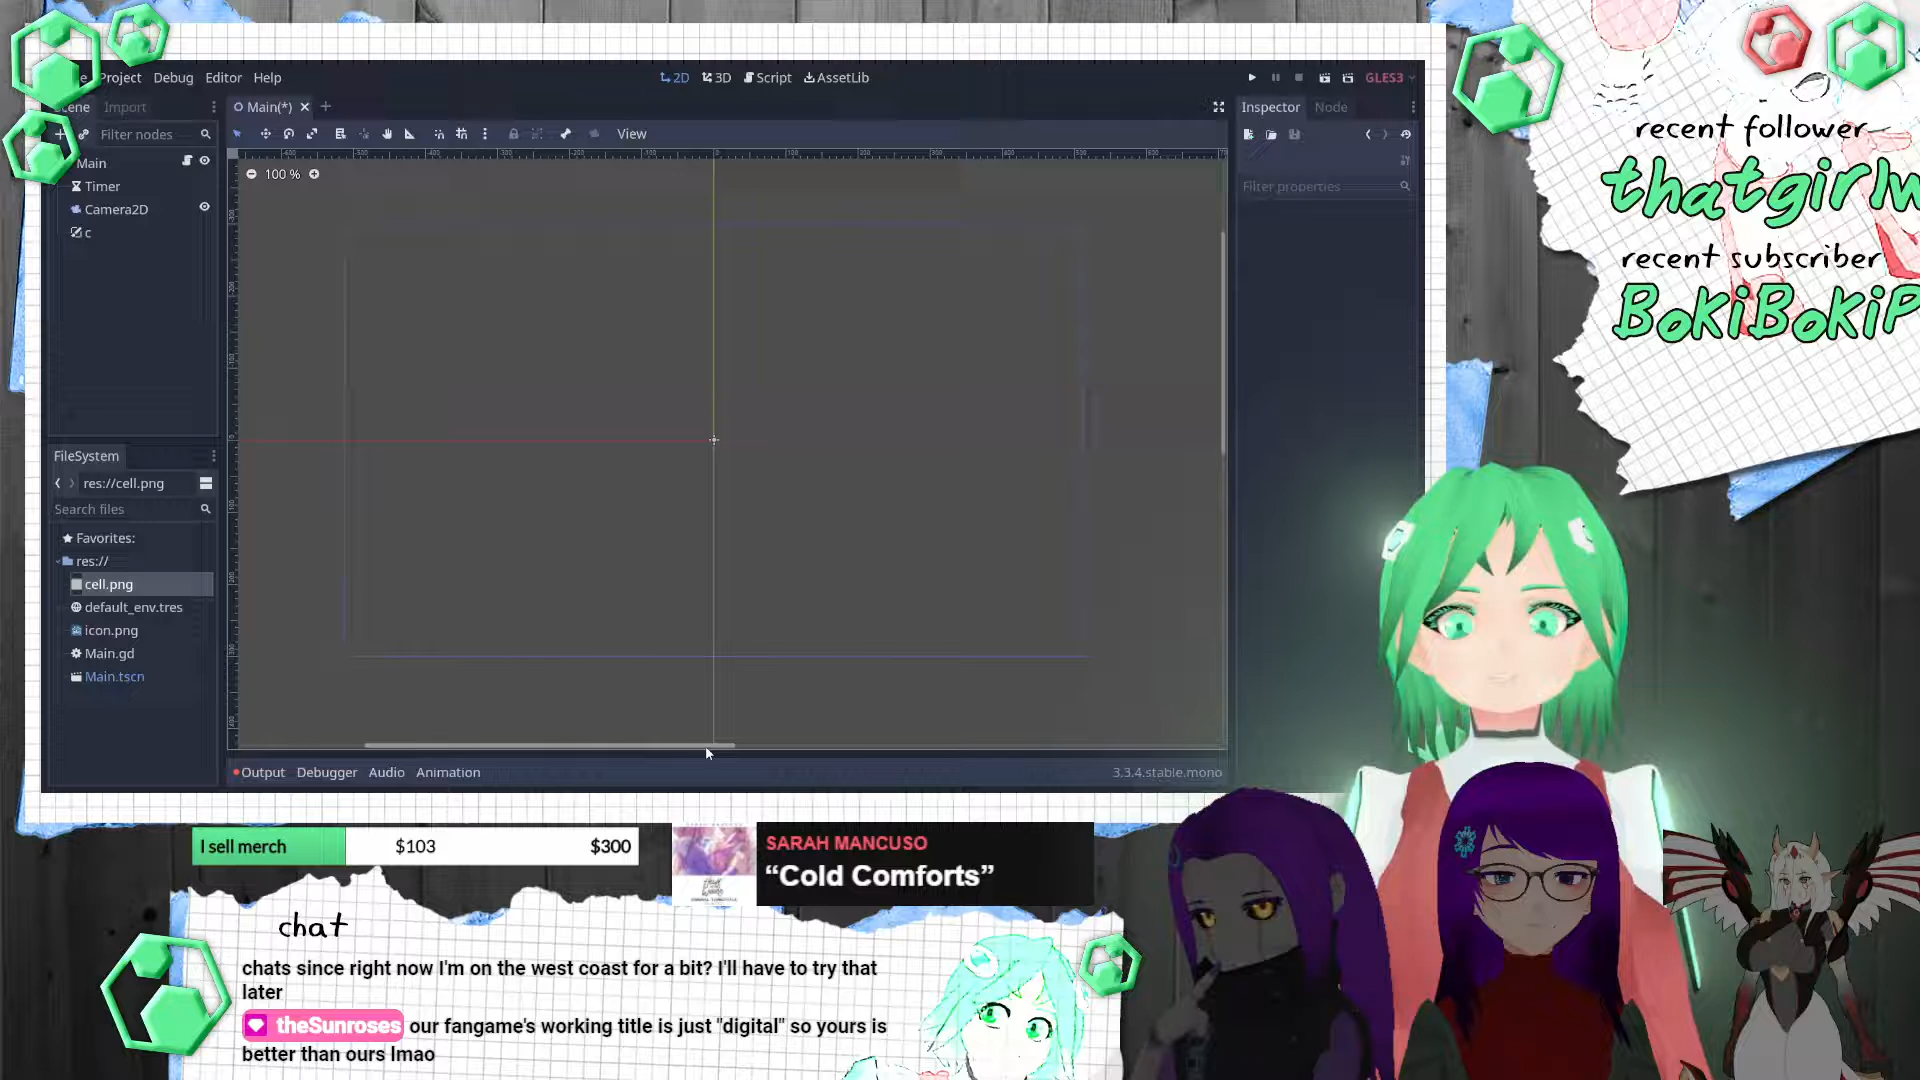 Project Debug Editor Help
2D 3D Script AssetLib
GLES3
Scene Import
Main(*)
Inspector Node
Filter nodes
View
Main
Timer
Camera2D
c
100 %
Filter properties
FileSystem
res://cell.png
Search files
Favorites:
res://
cell.png
default_env.tres
icon.png
Main.gd
Main.tscn
Output Debugger Audio Animation
3.3.4.stable.mono
recent follower
thatgirlw
recent subscriber
BokiBokiP
I sell merch $103 $300
SARAH MANCUSO
“Cold Comforts”
chat
chats since right now I'm on the west coast for a bit? I'll have to try that
later
theSunroses our fangame's working title is just "digital" so yours is
better than ours lmao